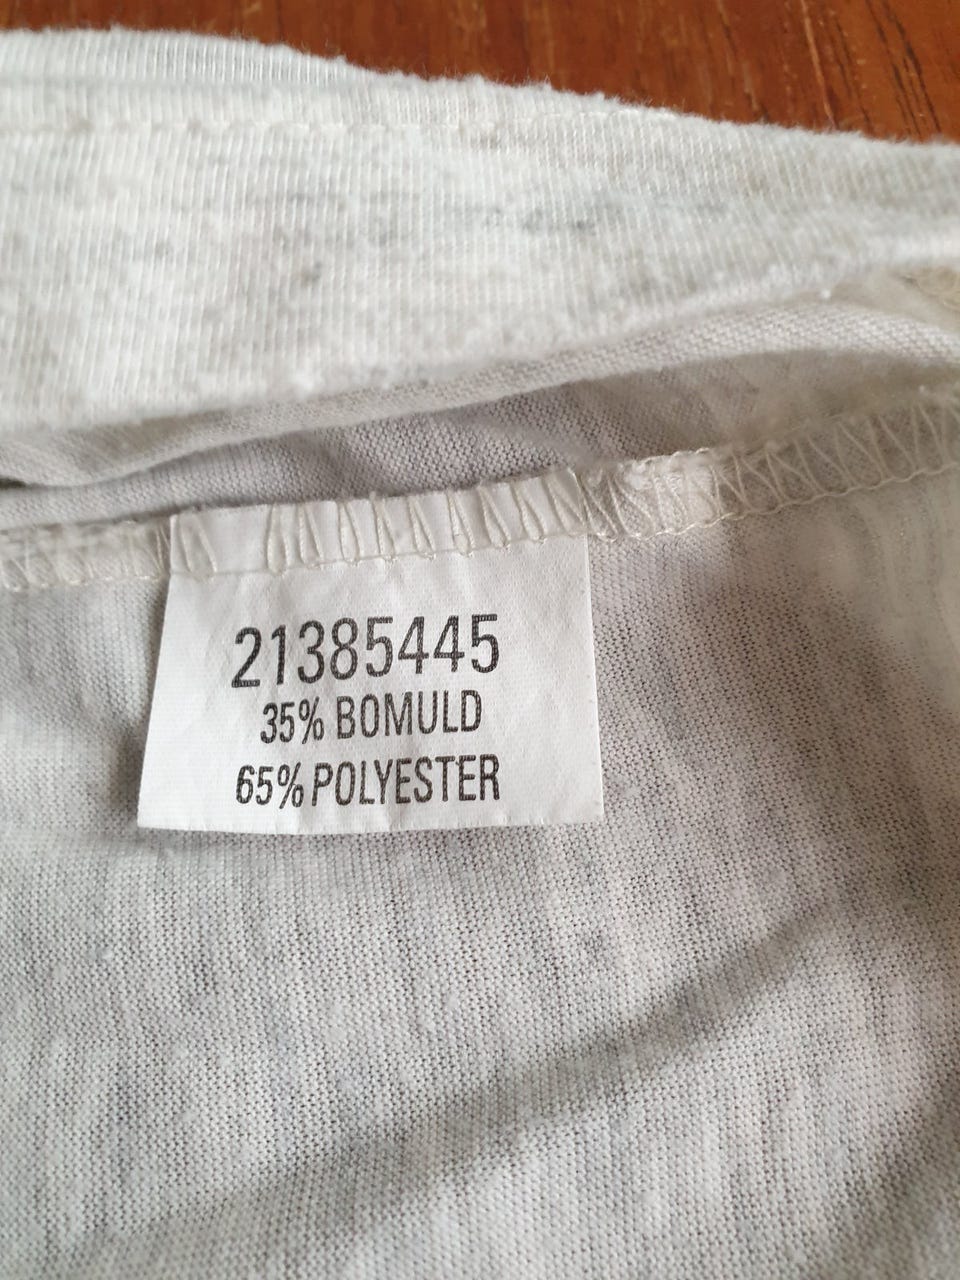 21385445
35% BOMULD
65% POLYESTER